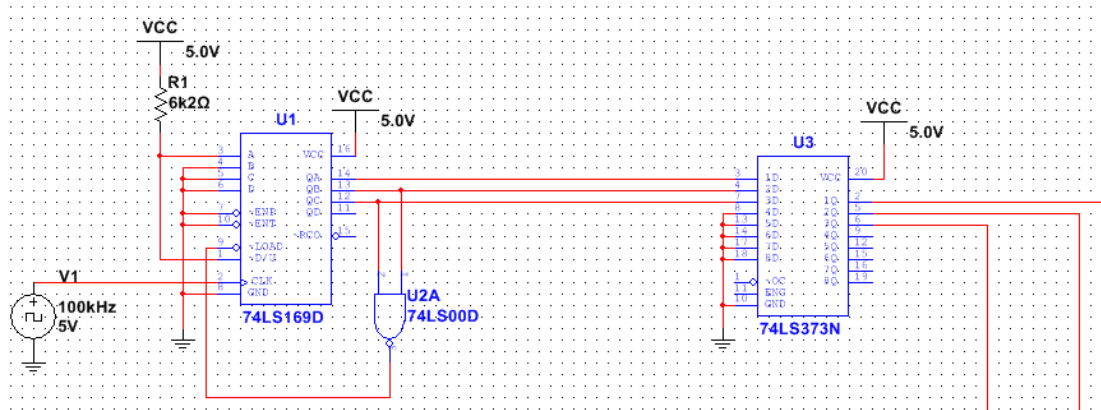 VCC
5.0V
R1
6k2Ω
U1
VCC
5.0V
3 A VCC 16
4 B
5 C QA 14
6 D QB 13
QC 12
7 ~ENP QD 11
10 ~ENT
~RCO 15
9 ~LOAD
1 ~D/U
2 CLK
8 GND
74LS169D
V1
100kHz
5V
2 1
U2A
74LS00D
3
VCC
5.0V
U3
3 1D VCC 20
4 2D
7 3D 1Q 2
8 4D 2Q 5
13 5D 3Q 6
14 6D 4Q 9
17 7D 5Q 12
18 8D 6Q 15
7Q 16
1 ~OC 8Q 19
11 ENG
10 GND
74LS373N